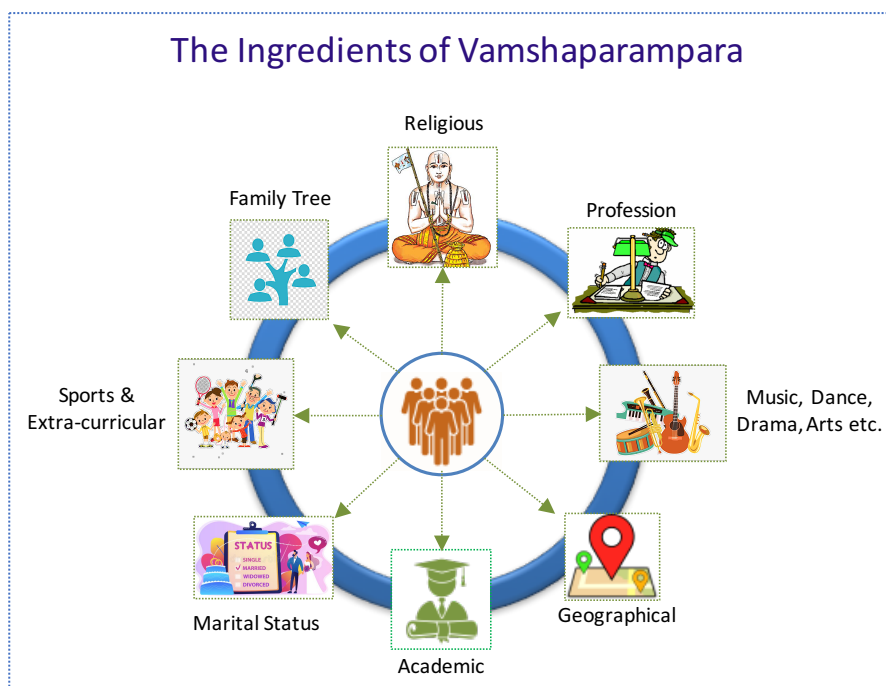 The Ingredients of Vamshaparampara
Religious
Family Tree
Profession
Sports &
Extra-curricular
Music, Dance,
Drama, Arts etc.
STATUS
SINGLE
MARRIED
WIDOWED
DIVORCED
Marital Status
Geographical
Academic